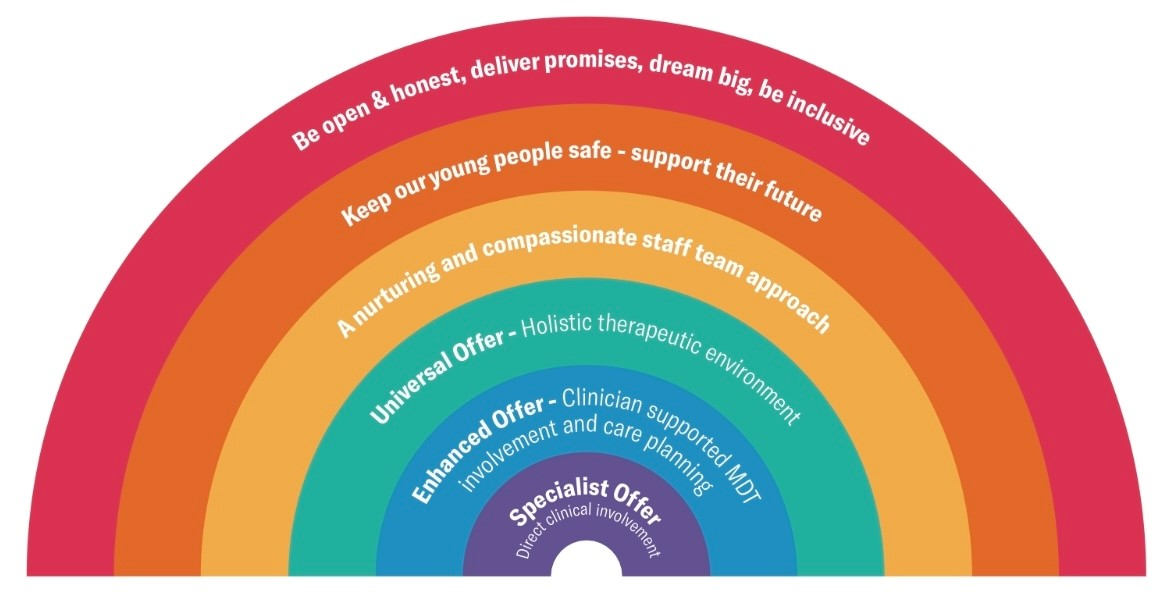 Be open & honest, deliver promises, dream big, be inclusive
Keep our young people safe - support their future
A nurturing and compassionate staff team approach
Universal Offer - Holistic therapeutic environment
Enhanced Offer - Clinician supported MDT
involvement and care planning
Specialist Offer
Direct clinical involvement